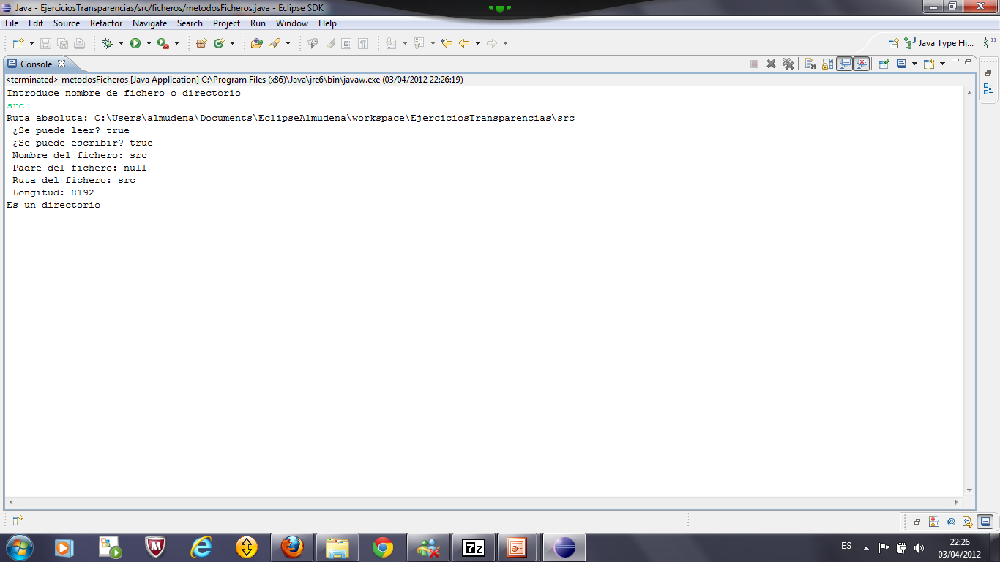 Java - EjerciciosTransparencias/src/ficheros/metodosFicheros.java - Eclipse SDK
File Edit Source Refactor Navigate Search Project Run Window Help
Java Type Hi...
Console
<terminated> metodosFicheros [Java Application] C:\Program Files (x86)\Java\jre6\bin\javaw.exe (03/04/2012 22:26:19)
Introduce nombre de fichero o directorio
src
Ruta absoluta: C:\Users\almudena\Documents\EclipseAlmudena\workspace\EjerciciosTransparencias\src
¿Se puede leer? true
¿Se puede escribir? true
Nombre del fichero: src
Padre del fichero: null
Ruta del fichero: src
Longitud: 8192
Es un directorio
7z
ES
22:26
03/04/2012